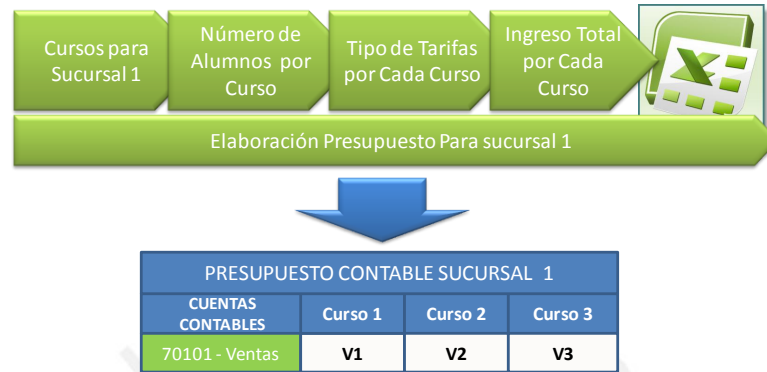 Cursos para
Sucursal 1
Número de
Alumnos por
Curso
Tipo de Tarifas
por Cada Curso
Ingreso Total
por Cada
Curso
Elaboración Presupuesto Para sucursal 1
PRESUPUESTO CONTABLE SUCURSAL 1
CUENTAS
CONTABLES
Curso 1
Curso 2
Curso 3
70101 - Ventas
V1
V2
V3